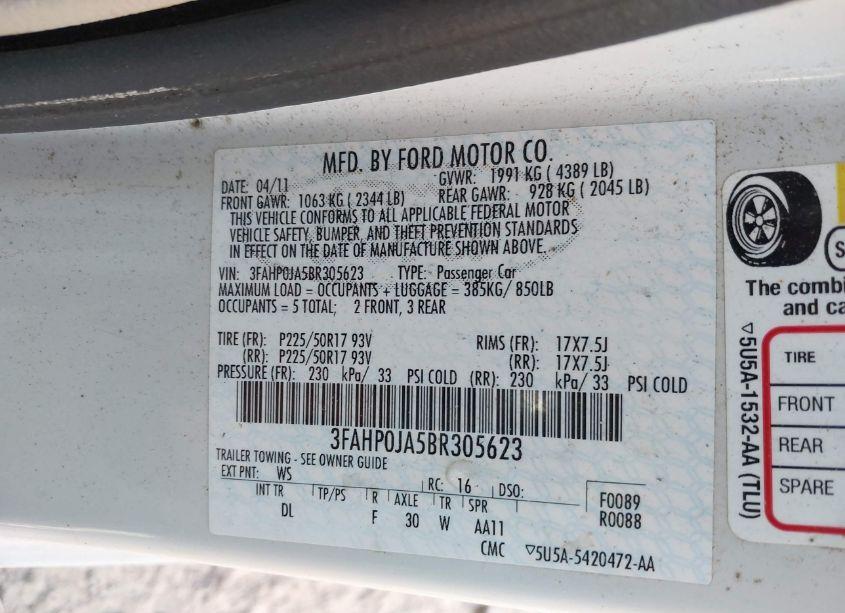 MFD. BY FORD MOTOR CO.
DATE: 04/11
GVWR: 1991 KG ( 4389 LB)
FRONT GAWR: 1063 KG ( 2344 LB)
REAR GAWR: 928 KG ( 2045 LB)
THIS VEHICLE CONFORMS TO ALL APPLICABLE FEDERAL MOTOR
VEHICLE SAFETY, BUMPER, AND THEFT PREVENTION STANDARDS
IN EFFECT ON THE DATE OF MANUFACTURE SHOWN ABOVE.
VIN: 3FAHP0JA5BR305623 TYPE: Passenger Car
MAXIMUM LOAD = OCCUPANTS + LUGGAGE = 385KG/ 850LB
OCCUPANTS = 5 TOTAL; 2 FRONT, 3 REAR
TIRE (FR): P225/50R17 93V RIMS (FR): 17X7.5J
(RR): P225/50R17 93V (RR): 17X7.5J
PRESSURE (FR): 230 kPa/ 33 PSI COLD (RR): 230 kPa/ 33 PSI COLD
3FAHP0JA5BR305623
TRAILER TOWING - SEE OWNER GUIDE
EXT PNT: WS RC: 16 DSO:
INT TR TP/PS R AXLE TR SPR F0089
DL F 30 W AA11 R0088
CMC ▽5U5A-5420472-AA
The combi
and ca
▽5U5A-1532-AA (TLU)
TIRE
FRONT
REAR
SPARE